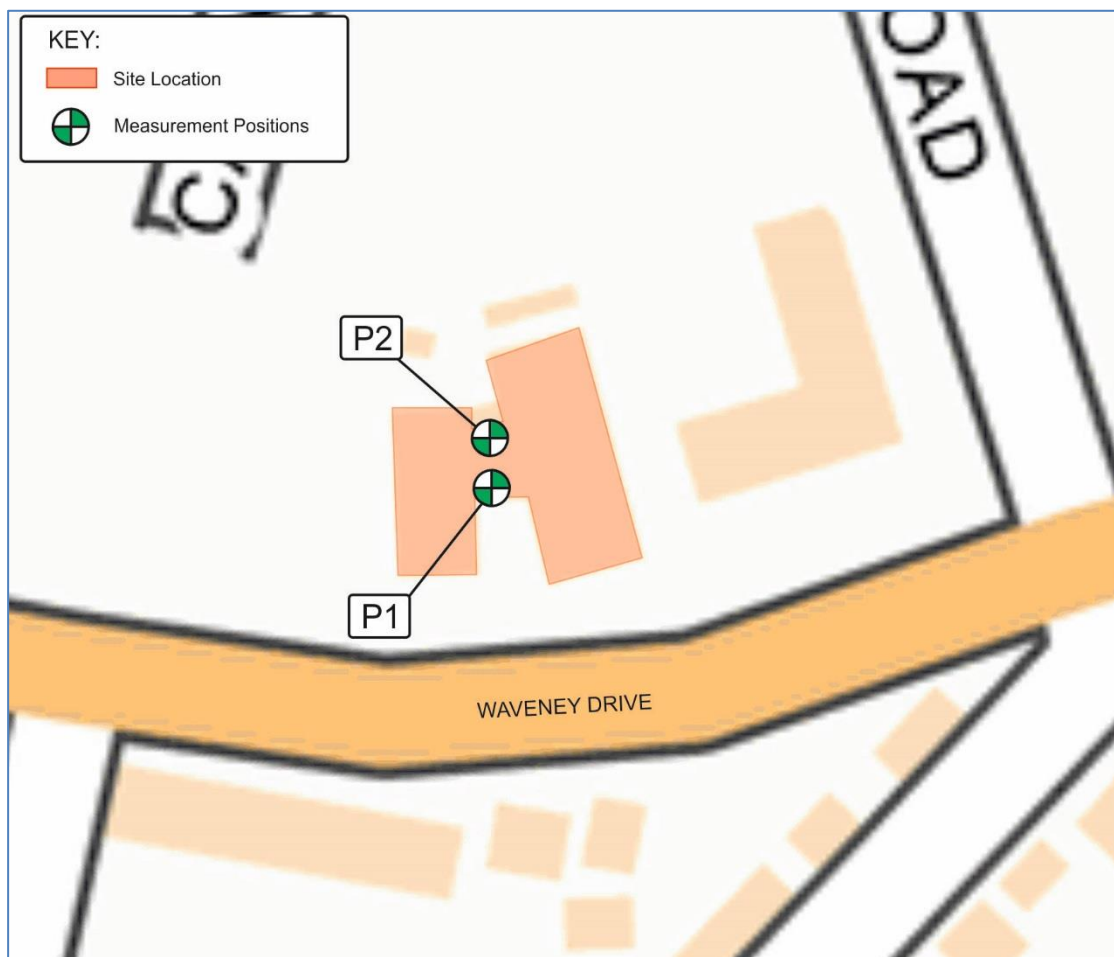 KEY:
Site Location
Measurement Positions
OAD
P2
P1
WAVENEY DRIVE